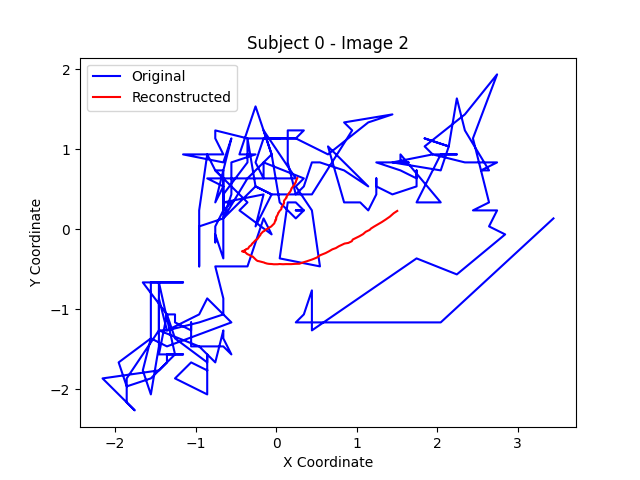 Subject 0 - Image 2
Original
Reconstructed
2
1
0
−1
−2
Y Coordinate
−2 −1 0 1 2 3
X Coordinate